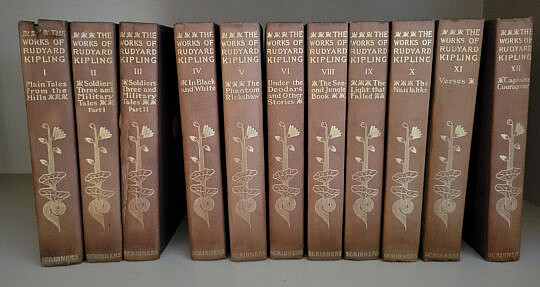 THE
WORKS OF
RUDYARD
KIPLING
Plain Tales
from the
Hills
SCRIBNERS
THE
WORKS OF
RUDYARD
KIPLING
II
Soldiers
Three and
Military
Tales
Part I
SCRIBNERS
THE
WORKS OF
RUDYARD
KIPLING
III
Soldiers
Three and
Military
Tales
Part II
SCRIBNERS
THE
WORKS OF
RUDYARD
KIPLING
IV
In Black
and White
SCRIBNERS
THE
WORKS OF
RUDYARD
KIPLING
V
The
Phantom
Rickshaw
SCRIBNERS
THE
WORKS OF
RUDYARD
KIPLING
VI
Under the
Deodars
and Other
Stories
SCRIBNERS
THE
WORKS OF
RUDYARD
KIPLING
VIII
The Sec-
ond Jungle
Book
SCRIBNERS
THE
WORKS OF
RUDYARD
KIPLING
IX
The
Light that
Failed
SCRIBNERS
THE
WORKS OF
RUDYARD
KIPLING
X
The
Naulahka
SCRIBNERS
THE
WORKS OF
RUDYARD
KIPLING
XI
Verses
SCRIBNERS
THE
WORKS OF
RUDYARD
KIPLING
XII
Captains
Courageous
SCRIBNERS